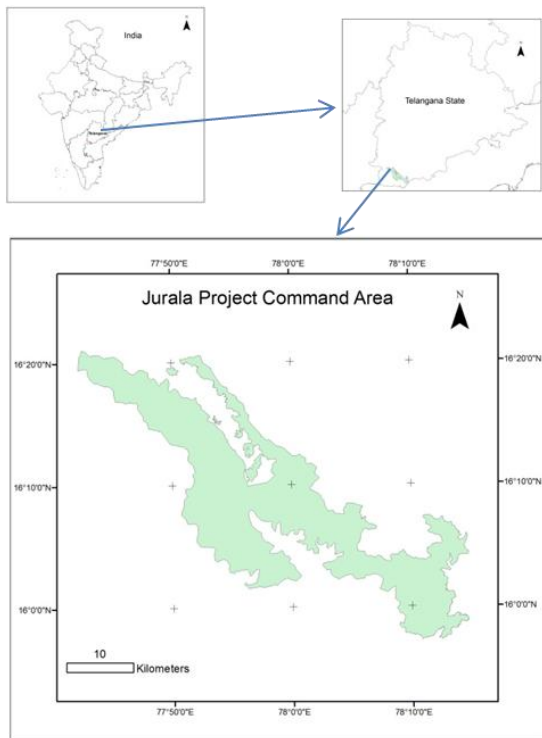 India
N
Telangana
N
Telangana State
77°50'0"E 78°0'0"E 78°10'0"E
Jurala Project Command Area
N
16°20'0"N 16°20'0"N
16°10'0"N 16°10'0"N
16°0'0"N 16°0'0"N
10
Kilometers
77°50'0"E 78°0'0"E 78°10'0"E